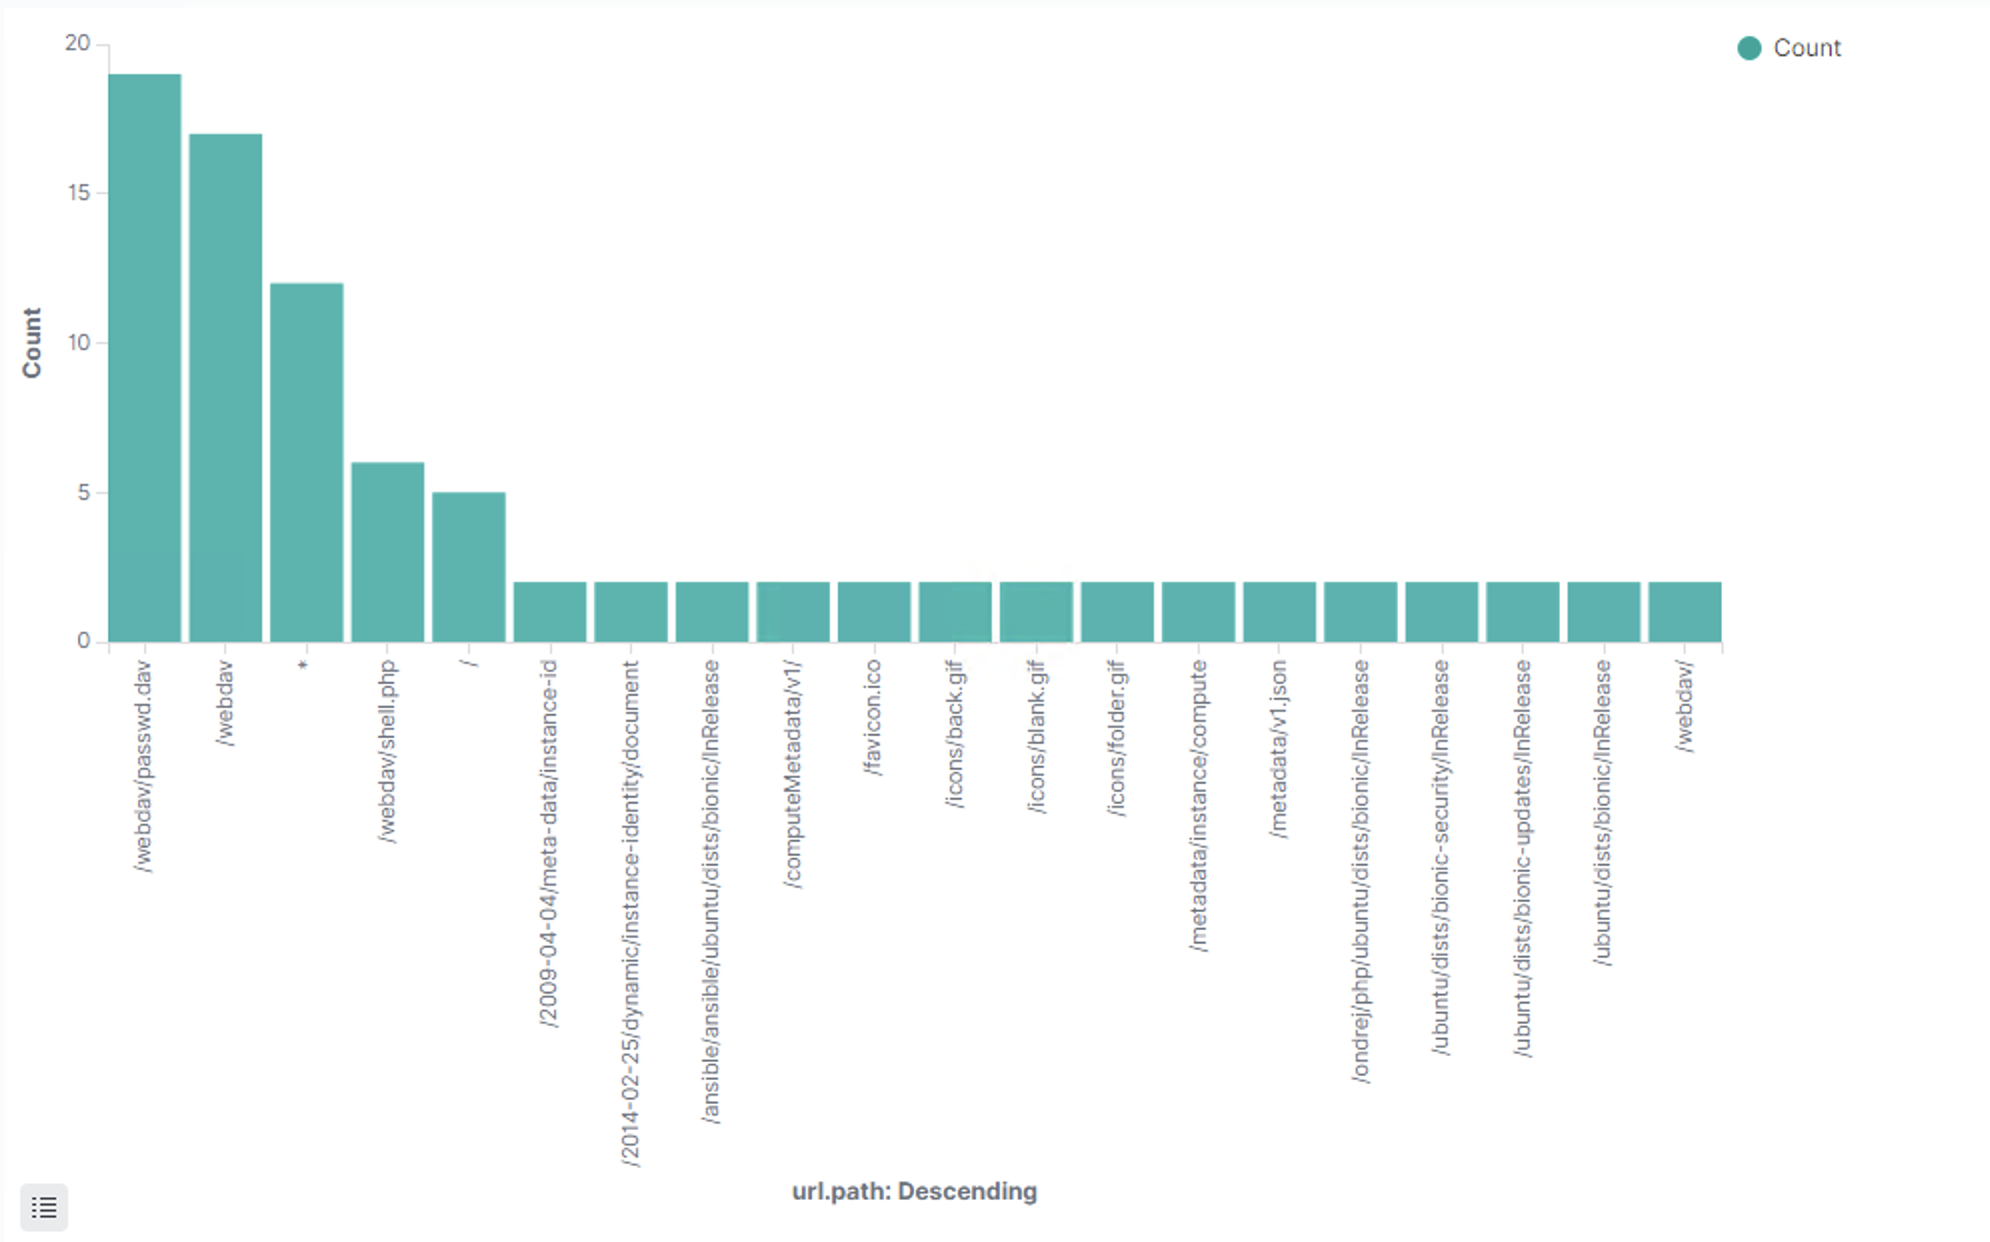 Count
20
15
10
5
0
Count
/webdav/passwd.dav
/webdav
*
/webdav/shell.php
/
/2009-04-04/meta-data/instance-id
/2014-02-25/dynamic/instance-identity/document
/ansible/ansible/ubuntu/dists/bionic/InRelease
/computeMetadata/v1/
/favicon.ico
/icons/back.gif
/icons/blank.gif
/icons/folder.gif
/metadata/instance/compute
/metadata/v1.json
/ondrej/php/ubuntu/dists/bionic/InRelease
/ubuntu/dists/bionic-security/InRelease
/ubuntu/dists/bionic-updates/InRelease
/ubuntu/dists/bionic/InRelease
/webdav/
url.path: Descending